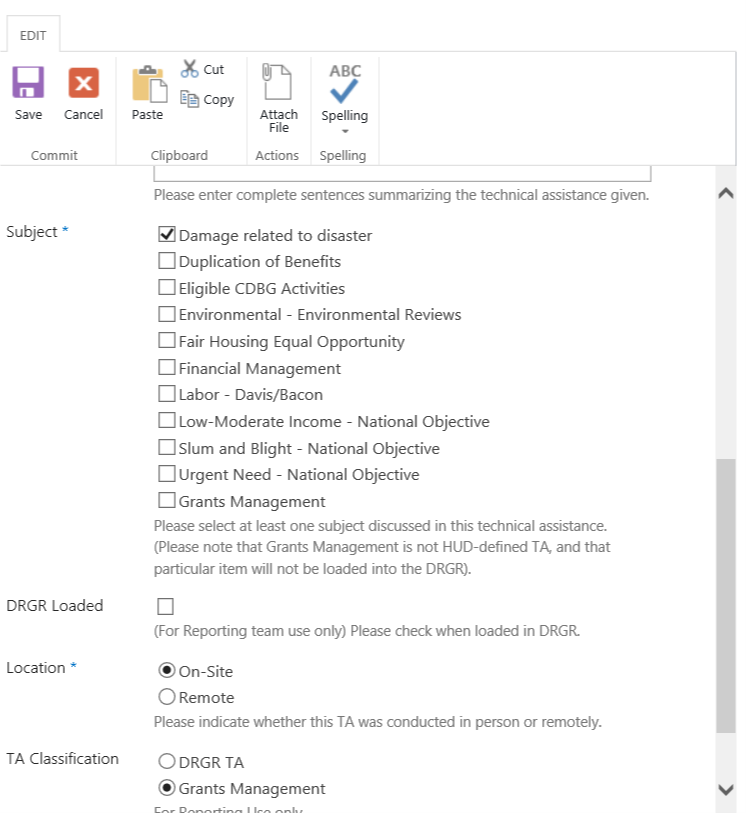 EDIT
Save
Cancel
Paste
Cut
Copy
Attach
File
ABC
Spelling
Commit
Clipboard
Actions
Spelling
Please enter complete sentences summarizing the technical assistance given.
Subject *
Damage related to disaster
Duplication of Benefits
Eligible CDBG Activities
Environmental - Environmental Reviews
Fair Housing Equal Opportunity
Financial Management
Labor - Davis/Bacon
Low-Moderate Income - National Objective
Slum and Blight - National Objective
Urgent Need - National Objective
Grants Management
Please select at least one subject discussed in this technical assistance.
(Please note that Grants Management is not HUD-defined TA, and that
particular item will not be loaded into the DRGR).
DRGR Loaded
(For Reporting team use only) Please check when loaded in DRGR.
Location *
On-Site
Remote
Please indicate whether this TA was conducted in person or remotely.
TA Classification
DRGR TA
Grants Management
For Reporting Use only